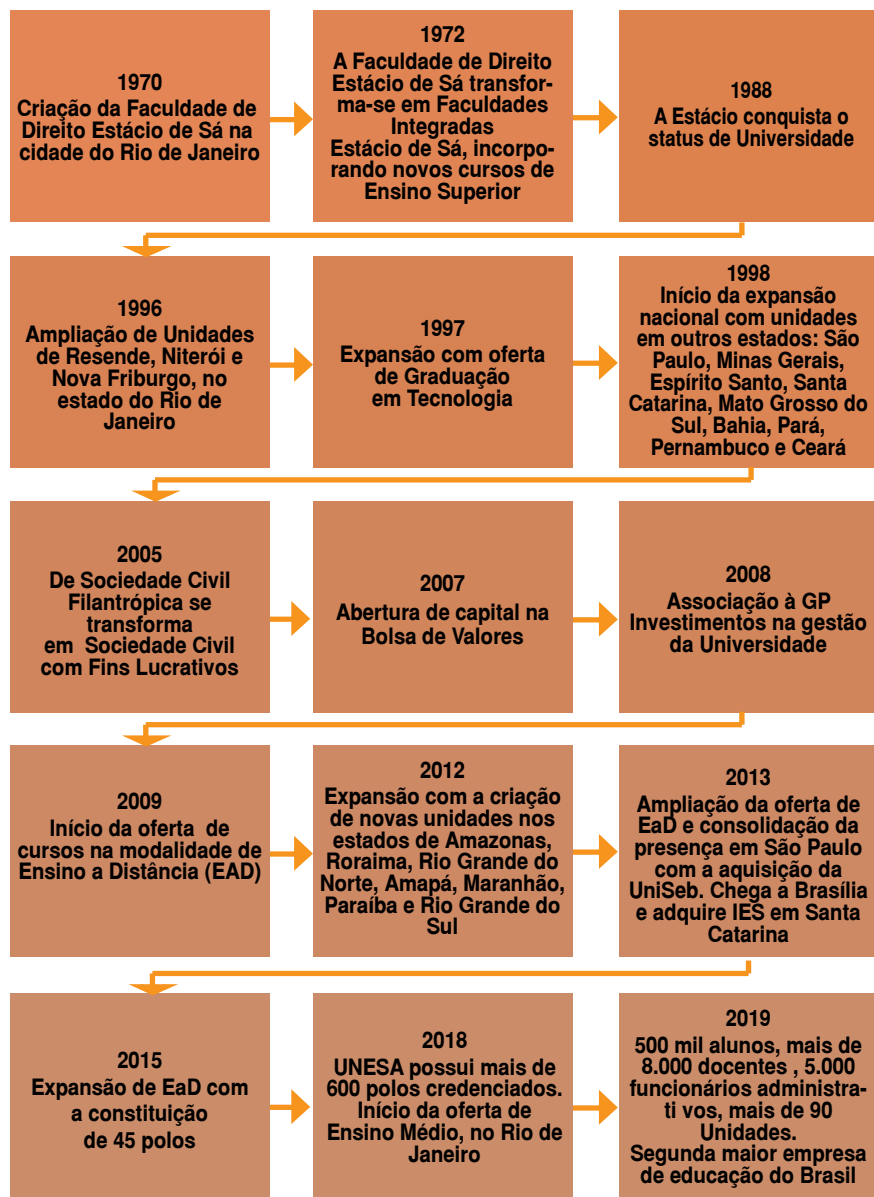 1970
Criação da Faculdade de
Direito Estácio de Sá na
cidade do Rio de Janeiro
1972
A Faculdade de Direito
Estácio de Sá transfor-
ma-se em Faculdades
Integradas
Estácio de Sá, incorpo-
rando novos cursos de
Ensino Superior
1988
A Estácio conquista o
status de Universidade
1996
Ampliação de Unidades
de Resende, Niterói e
Nova Friburgo, no
estado do Rio de
Janeiro
1997
Expansão com oferta
de Graduação
em Tecnologia
1998
Início da expansão
nacional com unidades
em outros estados: São
Paulo, Minas Gerais,
Espírito Santo, Santa
Catarina, Mato Grosso do
Sul, Bahia, Pará,
Pernambuco e Ceará
2005
De Sociedade Civil
Filantrópica se
transforma
em Sociedade Civil
com Fins Lucrativos
2007
Abertura de capital na
Bolsa de Valores
2008
Associação à GP
Investimentos na gestão
da Universidade
2009
Início da oferta de
cursos na modalidade de
Ensino a Distância (EAD)
2012
Expansão com a criação
de novas unidades nos
estados de Amazonas,
Roraima, Rio Grande do
Norte, Amapá, Maranhão,
Paraíba e Rio Grande do
Sul
2013
Ampliação da oferta de
EaD e consolidação da
presença em São Paulo
com a aquisição da
UniSeb. Chega a Brasília
e adquire IES em Santa
Catarina
2015
Expansão de EaD com
a constituição
de 45 polos
2018
UNESA possui mais de
600 polos credenciados.
Início da oferta de
Ensino Médio, no Rio de
Janeiro
2019
500 mil alunos, mais de
8.000 docentes , 5.000
funcionários administra-
ti vos, mais de 90
Unidades.
Segunda maior empresa
de educação do Brasil